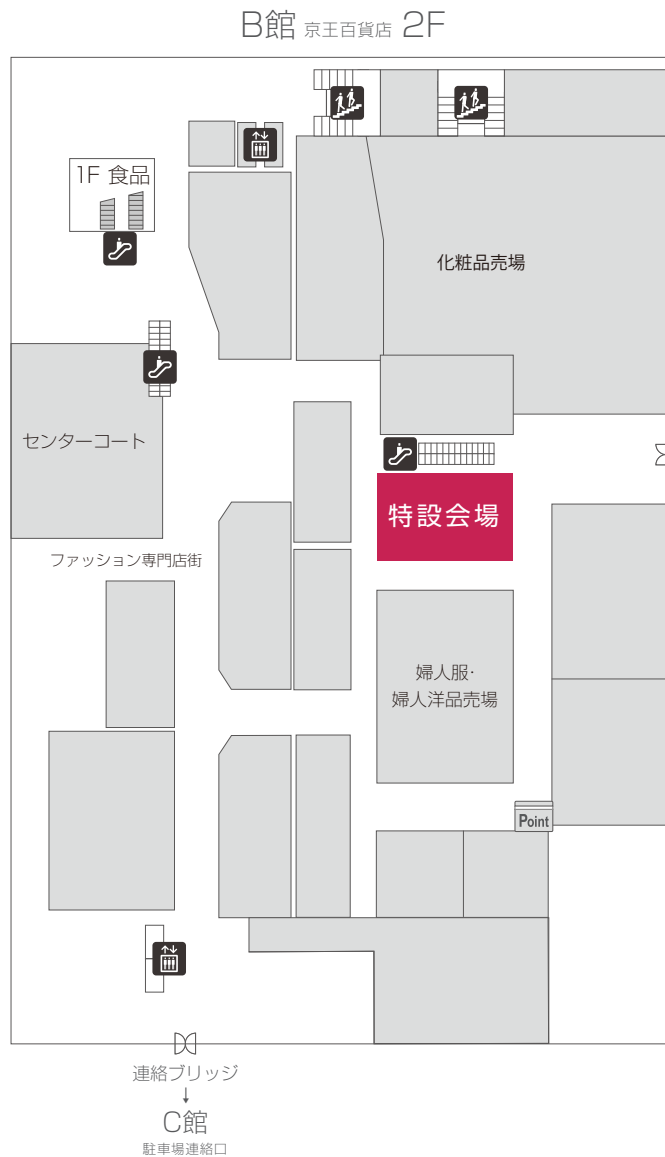 B館 京王百貨店 2F
1F 食品
化粧品売場
センターコート
特設会場
ファッション専門店街
婦人服・
婦人洋品売場
Point
連絡ブリッジ
↓
C館
駐車場連絡口